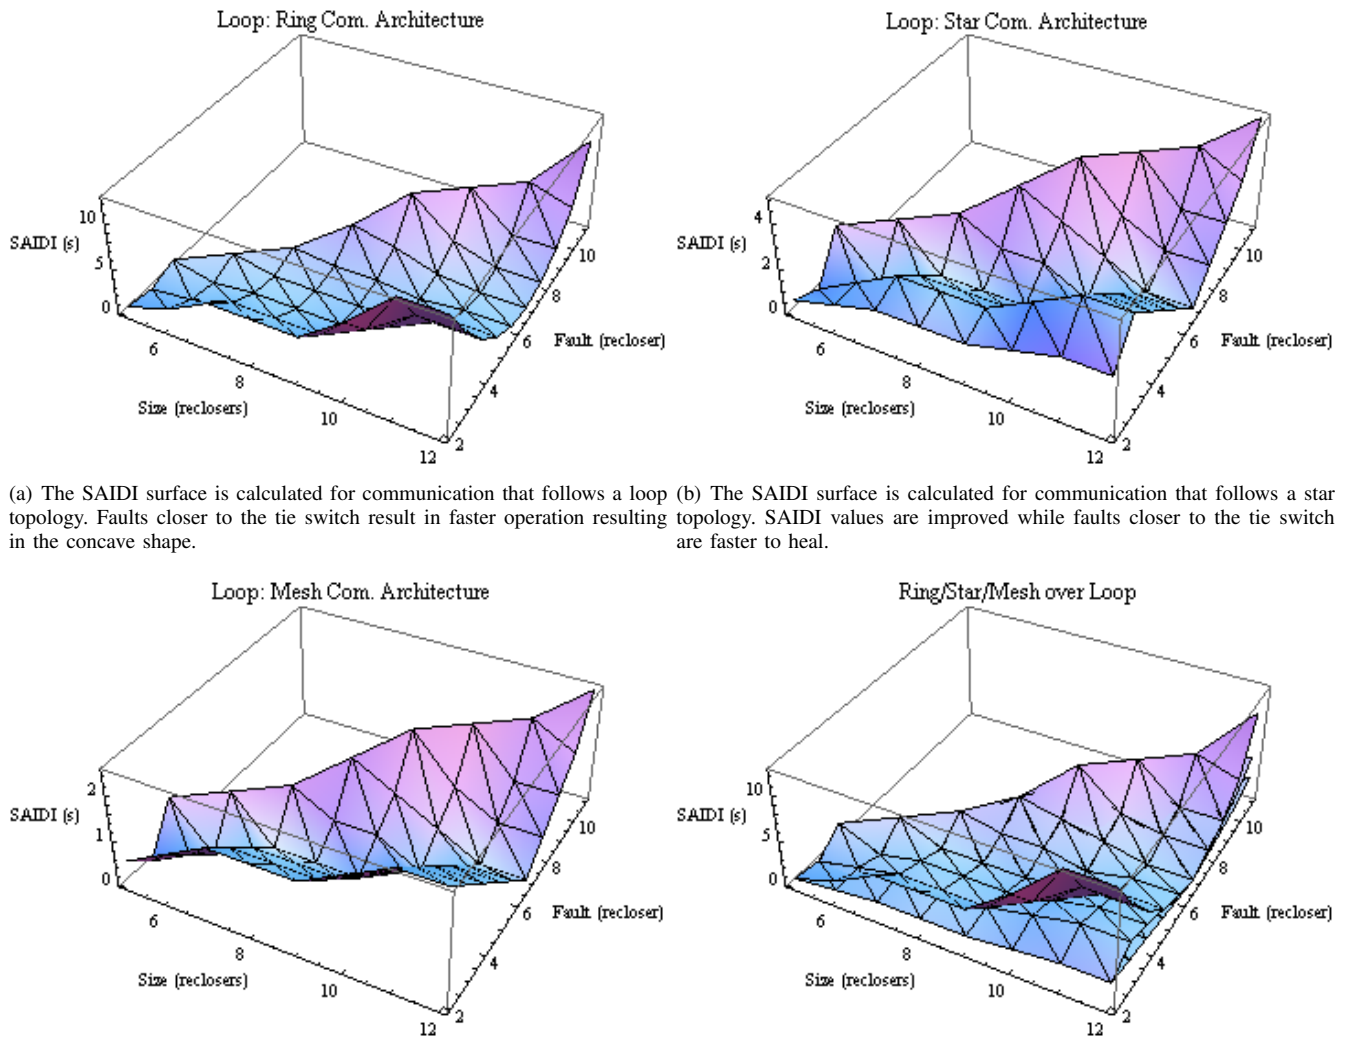 Loop: Ring Com. Architecture
10
SAIDI (s)
5
0
6
8
Size (reclosers)
10
12
2
4
6
Fault (recloser)
8
10
Loop: Star Com. Architecture
4
SAIDI (s)
2
0
6
8
Size (reclosers)
10
12
2
4
6
Fault (recloser)
8
10
(a) The SAIDI surface is calculated for communication that follows a loop
topology. Faults closer to the tie switch result in faster operation resulting
in the concave shape.
(b) The SAIDI surface is calculated for communication that follows a star
topology. SAIDI values are improved while faults closer to the tie switch
are faster to heal.
Loop: Mesh Com. Architecture
2
SAIDI (s)
1
0
6
8
Size (reclosers)
10
12
2
4
6
Fault (recloser)
8
10
Ring/Star/Mesh over Loop
10
SAIDI (s)
5
0
6
8
Size (reclosers)
10
12
2
4
6
Fault (recloser)
8
10